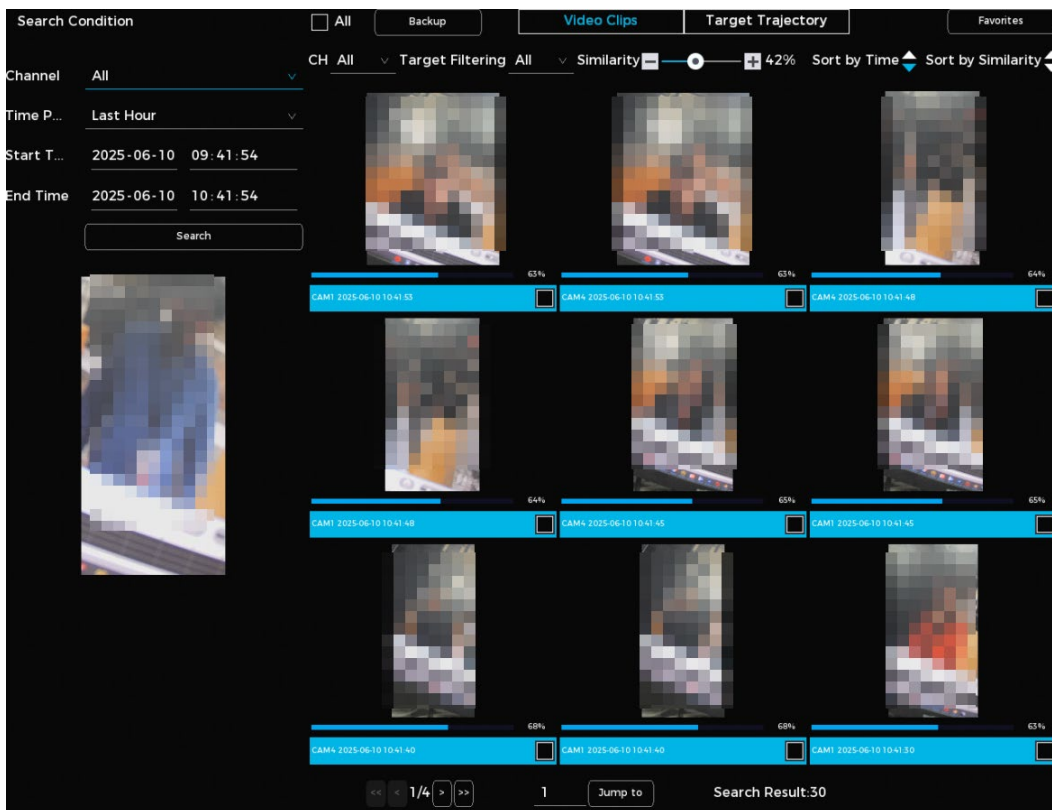 Search Condition
All Backup Video Clips Target Trajectory Favorites
CH All Target Filtering All Similarity 42% Sort by Time Sort by Similarity
Channel All
Time P... Last Hour
Start T... 2025-06-10 09:41:54
End Time 2025-06-10 10:41:54
Search
63% 63% 64%
CAM1 2025-06-10 10:41:53 CAM4 2025-06-10 10:41:53 CAM4 2025-06-10 10:41:48
64% 65% 65%
CAM1 2025-06-10 10:41:48 CAM4 2025-06-10 10:41:45 CAM1 2025-06-10 10:41:45
68% 68% 63%
CAM4 2025-06-10 10:41:40 CAM1 2025-06-10 10:41:40 CAM1 2025-06-10 10:41:30
<< < 1/4 > >> 1 Jump to Search Result:30